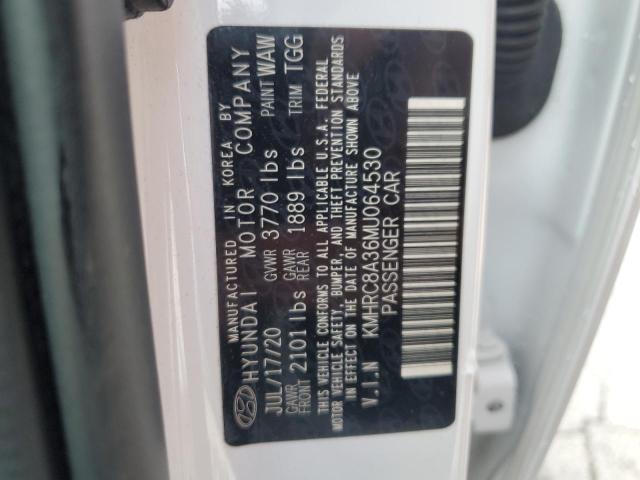 MANUFACTURED IN KOREA BY
HYUNDAI MOTOR COMPANY
JUL/17/20 GVWR 3770 lbs PAINT WAW
GAWR FRONT 2101 lbs GAWR REAR 1889 lbs TRIM TGG
THIS VEHICLE CONFORMS TO ALL APPLICABLE U.S.A. FEDERAL
MOTOR VEHICLE SAFETY, BUMPER, AND THEFT PREVENTION STANDARDS
IN EFFECT ON THE DATE OF MANUFACTURE SHOWN ABOVE
V.I.N KMHRC8A36MU064530
PASSENGER CAR